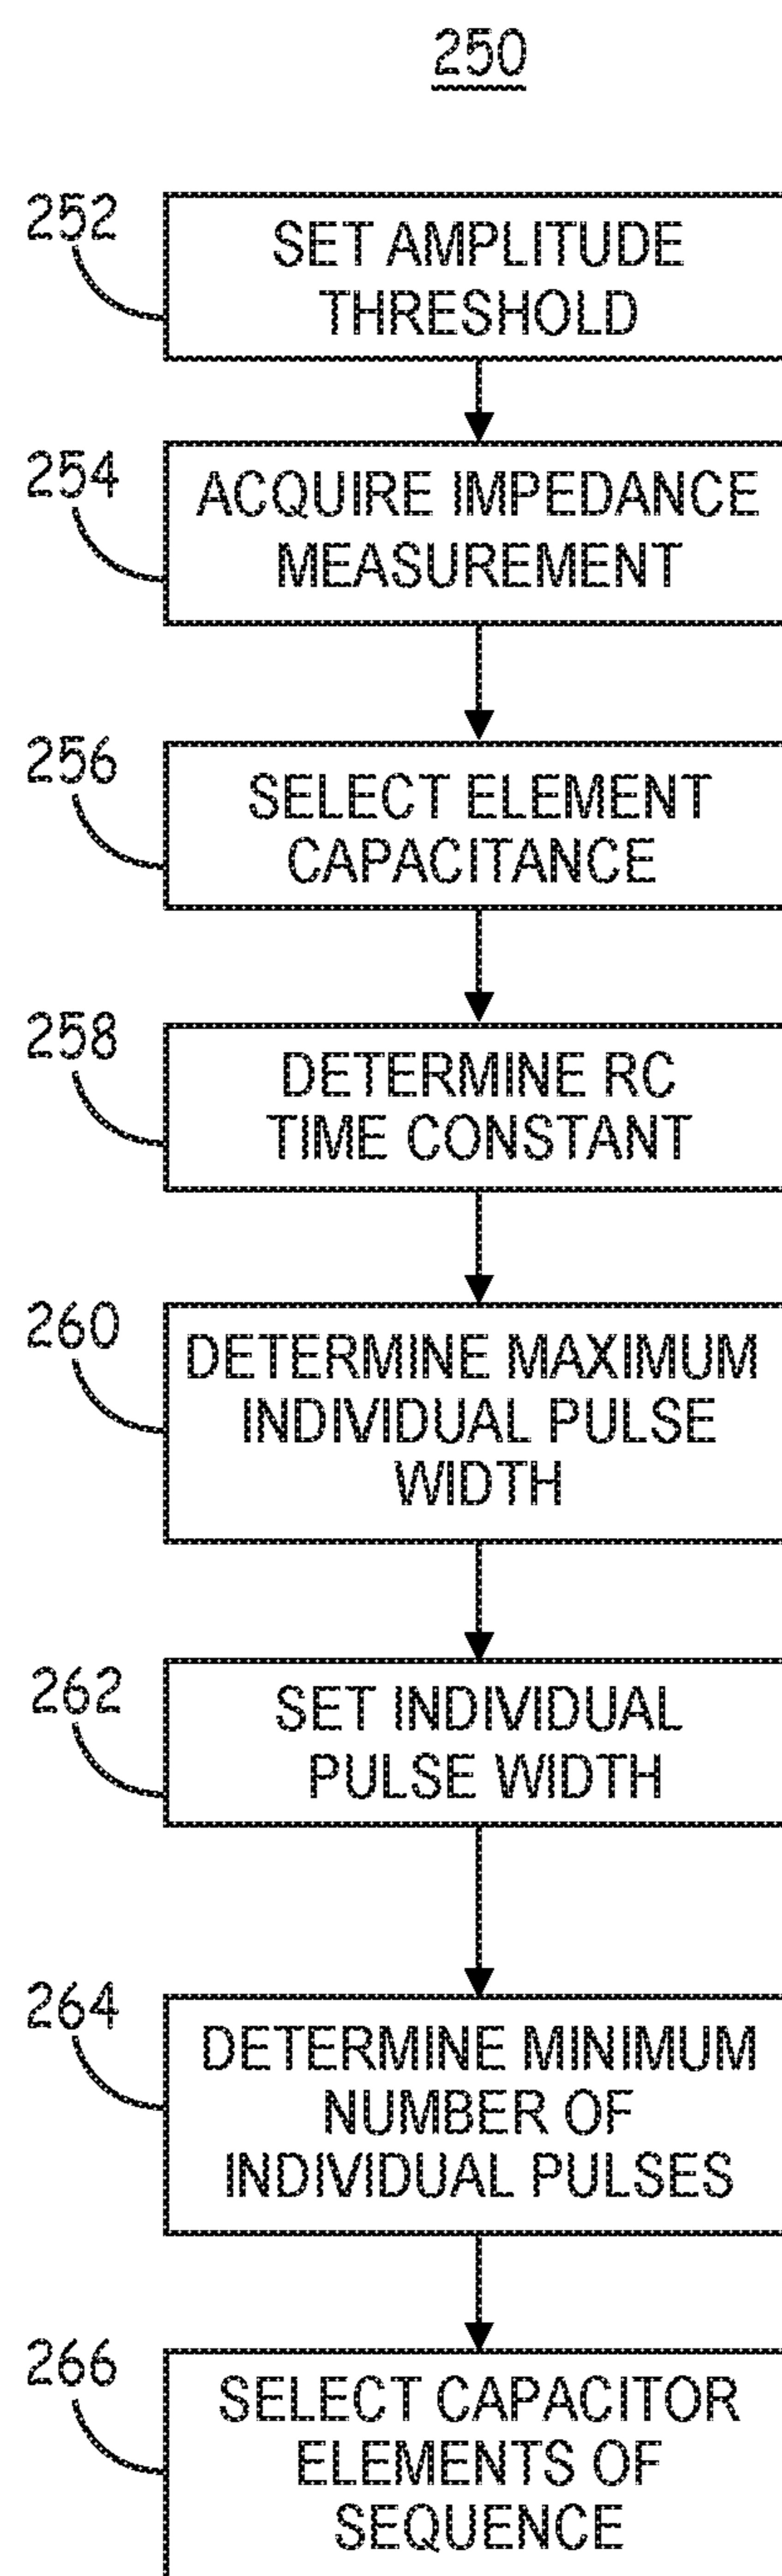 250
252
SET AMPLITUDE
THRESHOLD
254
ACQUIRE IMPEDANCE
MEASUREMENT
256
SELECT ELEMENT
CAPACITANCE
258
DETERMINE RC
TIME CONSTANT
260
DETERMINE MAXIMUM
INDIVIDUAL PULSE
WIDTH
262
SET INDIVIDUAL
PULSE WIDTH
264
DETERMINE MINIMUM
NUMBER OF
INDIVIDUAL PULSES
266
SELECT CAPACITOR
ELEMENTS OF
SEQUENCE